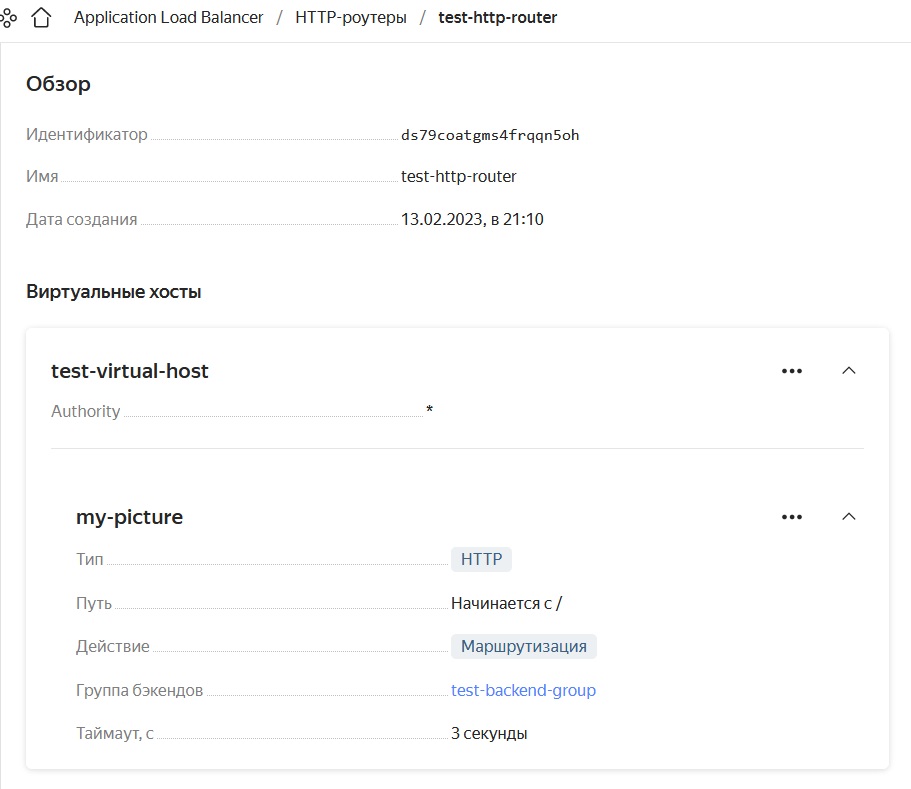 Application Load Balancer / HTTP-роутеры / test-http-router
Обзор
Идентификатор ds79coatgms4frqqn5oh
Имя test-http-router
Дата создания 13.02.2023, в 21:10
Виртуальные хосты
test-virtual-host
Authority *
my-picture
Тип HTTP
Путь Начинается с /
Действие Маршрутизация
Группа бэкендов test-backend-group
Таймаут, с 3 секунды